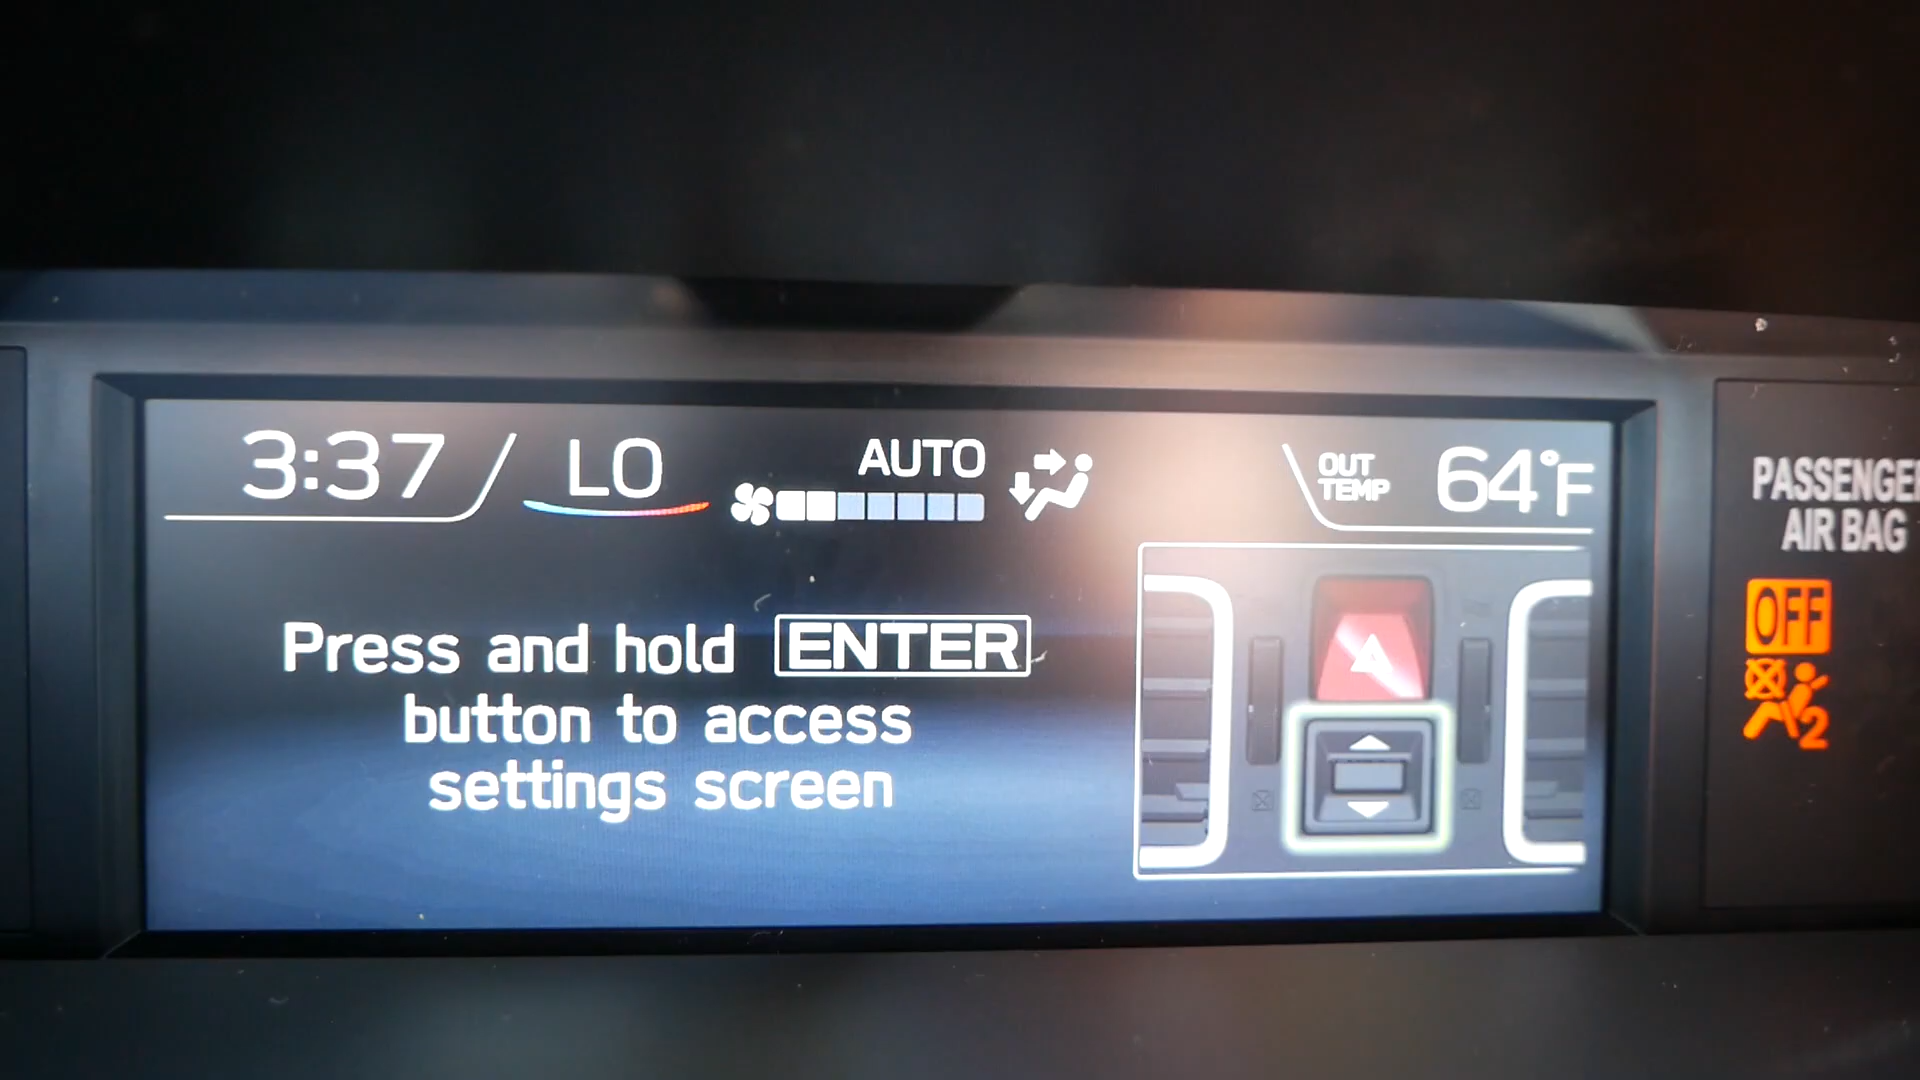 3:37 LO AUTO OUT TEMP 64°F
Press and hold ENTER
button to access
settings screen
PASSENGER
AIR BAG
OFF
2